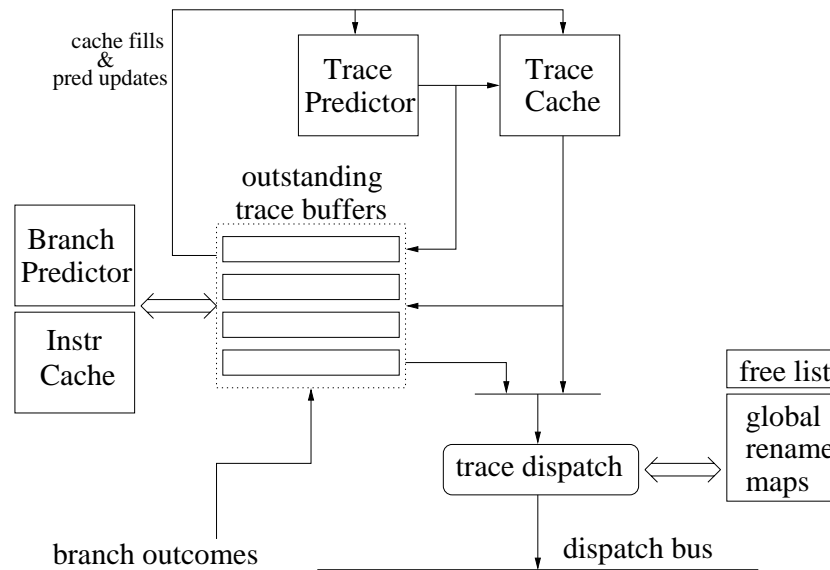 cache fills
&
pred updates
Trace
Predictor
Trace
Cache
outstanding
trace buffers
Branch
Predictor
Instr
Cache
free list
global
rename
maps
trace dispatch
branch outcomes
dispatch bus